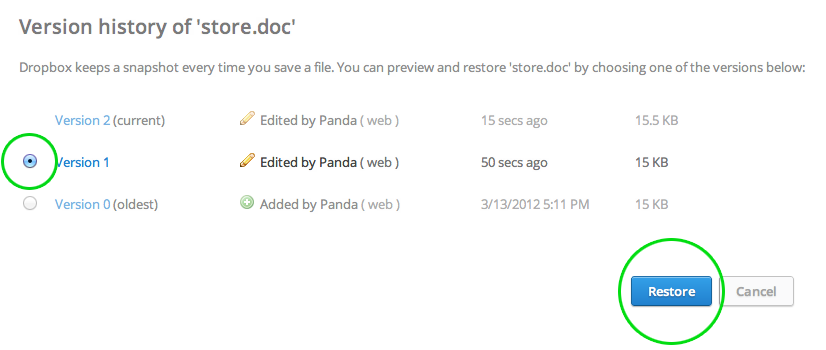 Version history of 'store.doc'
Dropbox keeps a snapshot every time you save a file. You can preview and restore 'store.doc' by choosing one of the versions below:
Version 2 (current) Edited by Panda ( web ) 15 secs ago 15.5 KB
Version 1 Edited by Panda ( web ) 50 secs ago 15 KB
Version 0 (oldest) Added by Panda ( web ) 3/13/2012 5:11 PM 15 KB
Restore Cancel